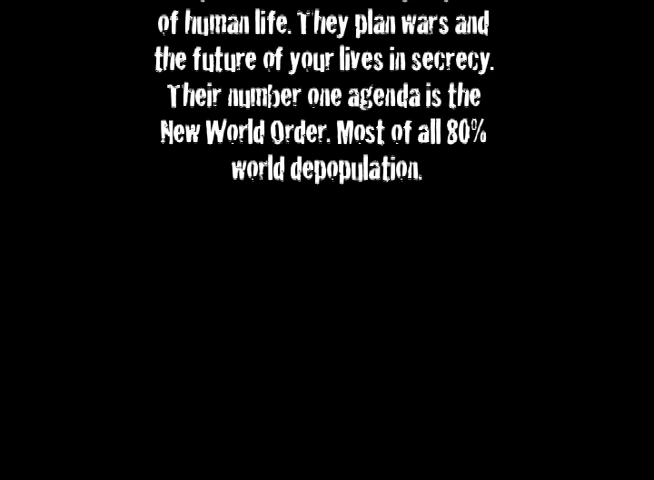 of human life. They plan wars and
the future of your lives in secrecy.
Their number one agenda is the
New World Order. Most of all 80%
world depopulation.